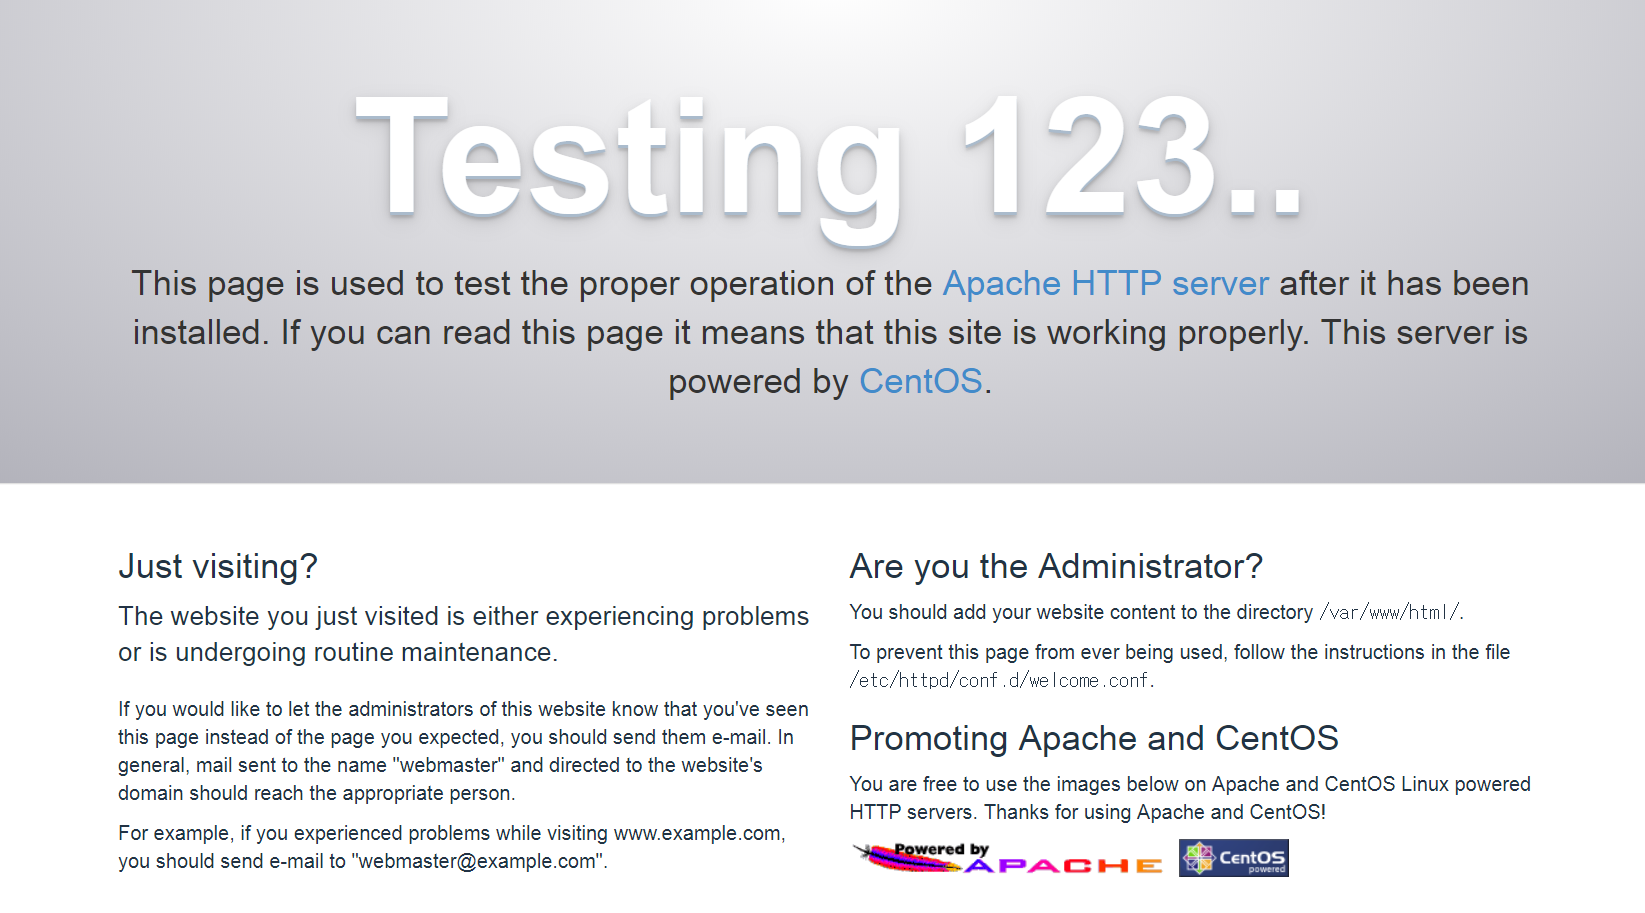 Testing 123..
This page is used to test the proper operation of the Apache HTTP server after it has been
installed. If you can read this page it means that this site is working properly. This server is
powered by CentOS.
Just visiting?
The website you just visited is either experiencing problems
or is undergoing routine maintenance.
If you would like to let the administrators of this website know that you've seen
this page instead of the page you expected, you should send them e-mail. In
general, mail sent to the name "webmaster" and directed to the website's
domain should reach the appropriate person.
For example, if you experienced problems while visiting www.example.com,
you should send e-mail to "webmaster@example.com".
Are you the Administrator?
You should add your website content to the directory /var/www/html/.
To prevent this page from ever being used, follow the instructions in the file
/etc/httpd/conf.d/welcome.conf.
Promoting Apache and CentOS
You are free to use the images below on Apache and CentOS Linux powered
HTTP servers. Thanks for using Apache and CentOS!
Powered by
APACHE
CentOS
powered